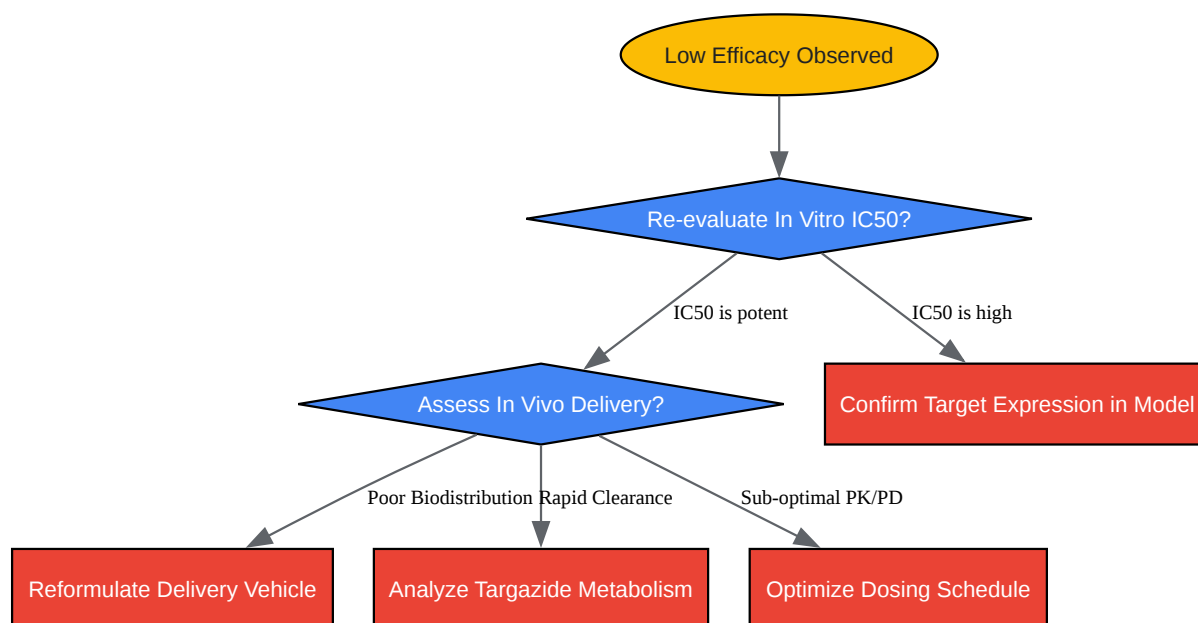 Low Efficacy Observed
Re-evaluate In Vitro IC50?
IC50 is potent
IC50 is high
Assess In Vivo Delivery?
Confirm Target Expression in Model
Poor Biodistribution
Rapid Clearance
Sub-optimal PK/PD
Reformulate Delivery Vehicle
Analyze Targazide Metabolism
Optimize Dosing Schedule